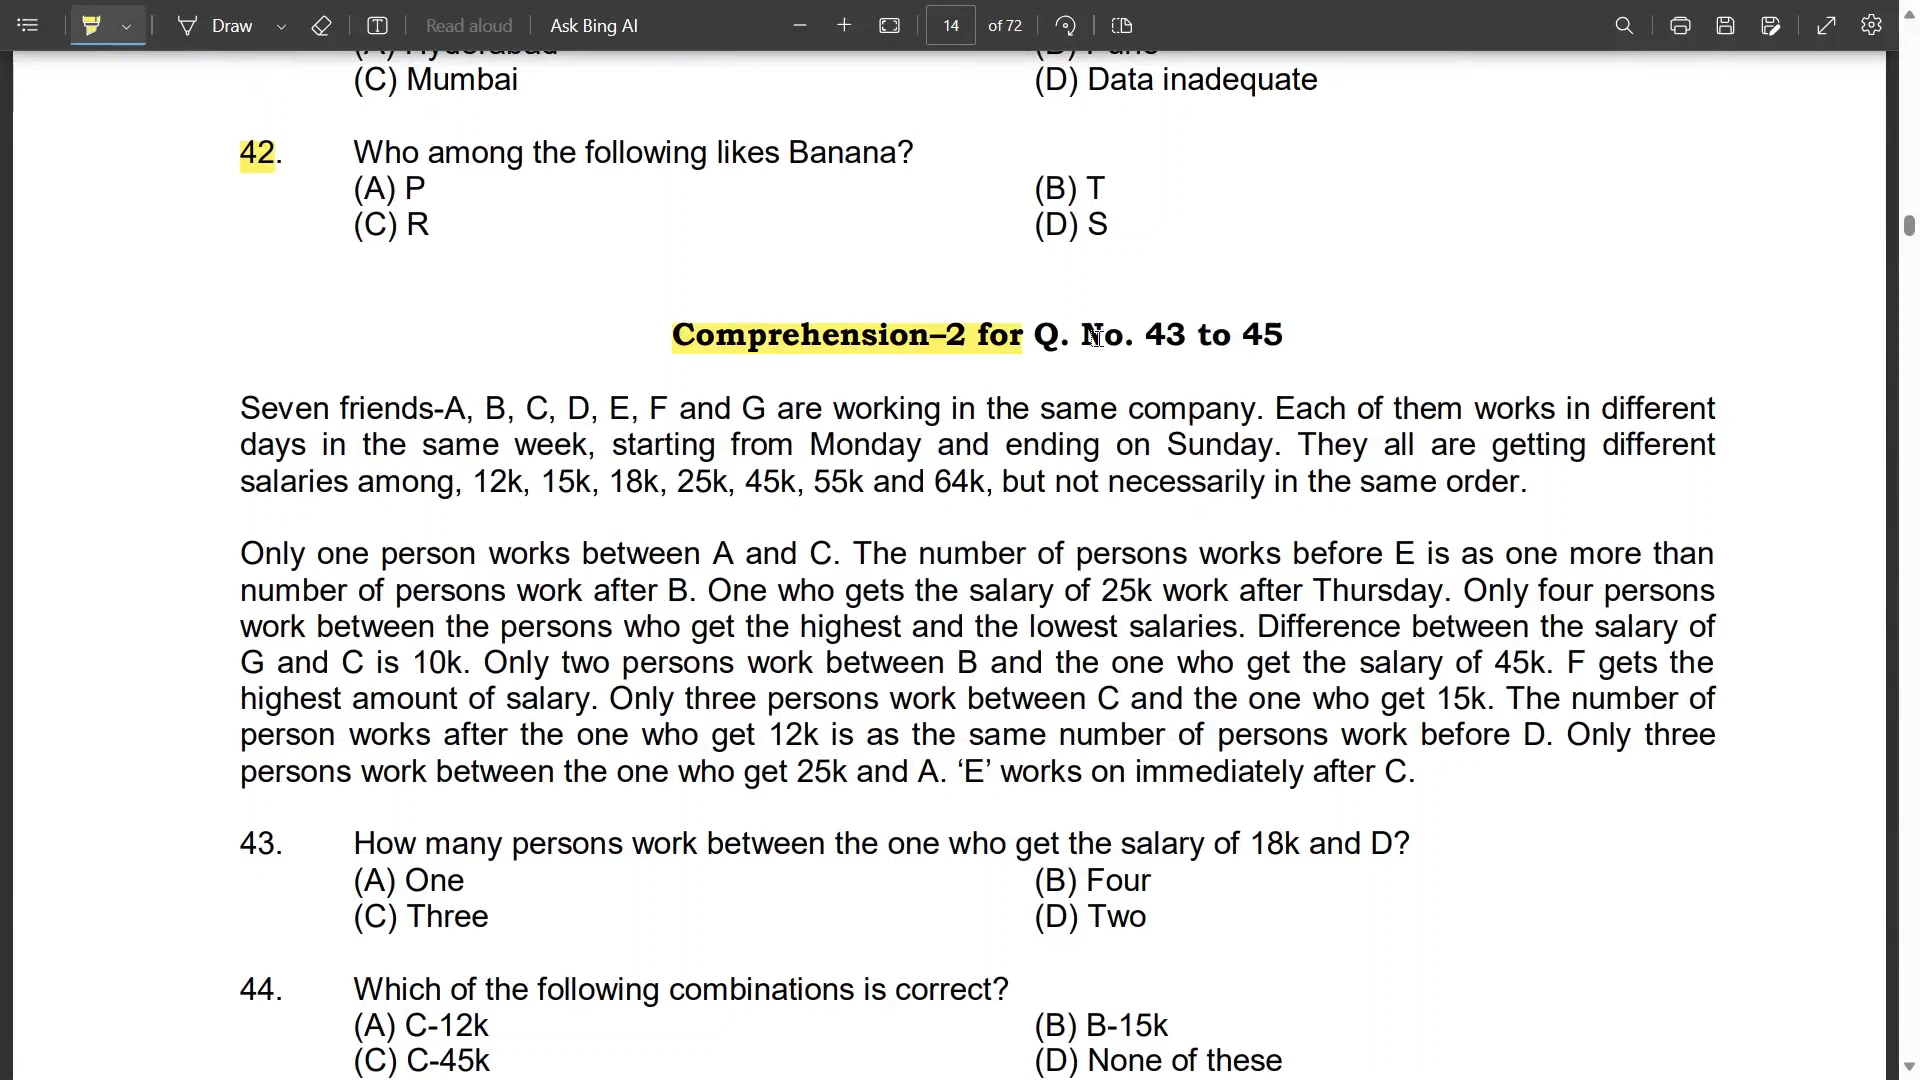 Draw
Read aloud
Ask Bing AI
14
of 72
(A) Hyderabad (B) Pune
(C) Mumbai (D) Data inadequate
42. Who among the following likes Banana?
(A) P (B) T
(C) R (D) S
Comprehension–2 for Q. No. 43 to 45
Seven friends-A, B, C, D, E, F and G are working in the same company. Each of them works in different
days in the same week, starting from Monday and ending on Sunday. They all are getting different
salaries among, 12k, 15k, 18k, 25k, 45k, 55k and 64k, but not necessarily in the same order.
Only one person works between A and C. The number of persons works before E is as one more than
number of persons work after B. One who gets the salary of 25k work after Thursday. Only four persons
work between the persons who get the highest and the lowest salaries. Difference between the salary of
G and C is 10k. Only two persons work between B and the one who get the salary of 45k. F gets the
highest amount of salary. Only three persons work between C and the one who get 15k. The number of
person works after the one who get 12k is as the same number of persons work before D. Only three
persons work between the one who get 25k and A. ‘E’ works on immediately after C.
43. How many persons work between the one who get the salary of 18k and D?
(A) One (B) Four
(C) Three (D) Two
44. Which of the following combinations is correct?
(A) C-12k (B) B-15k
(C) C-45k (D) None of these